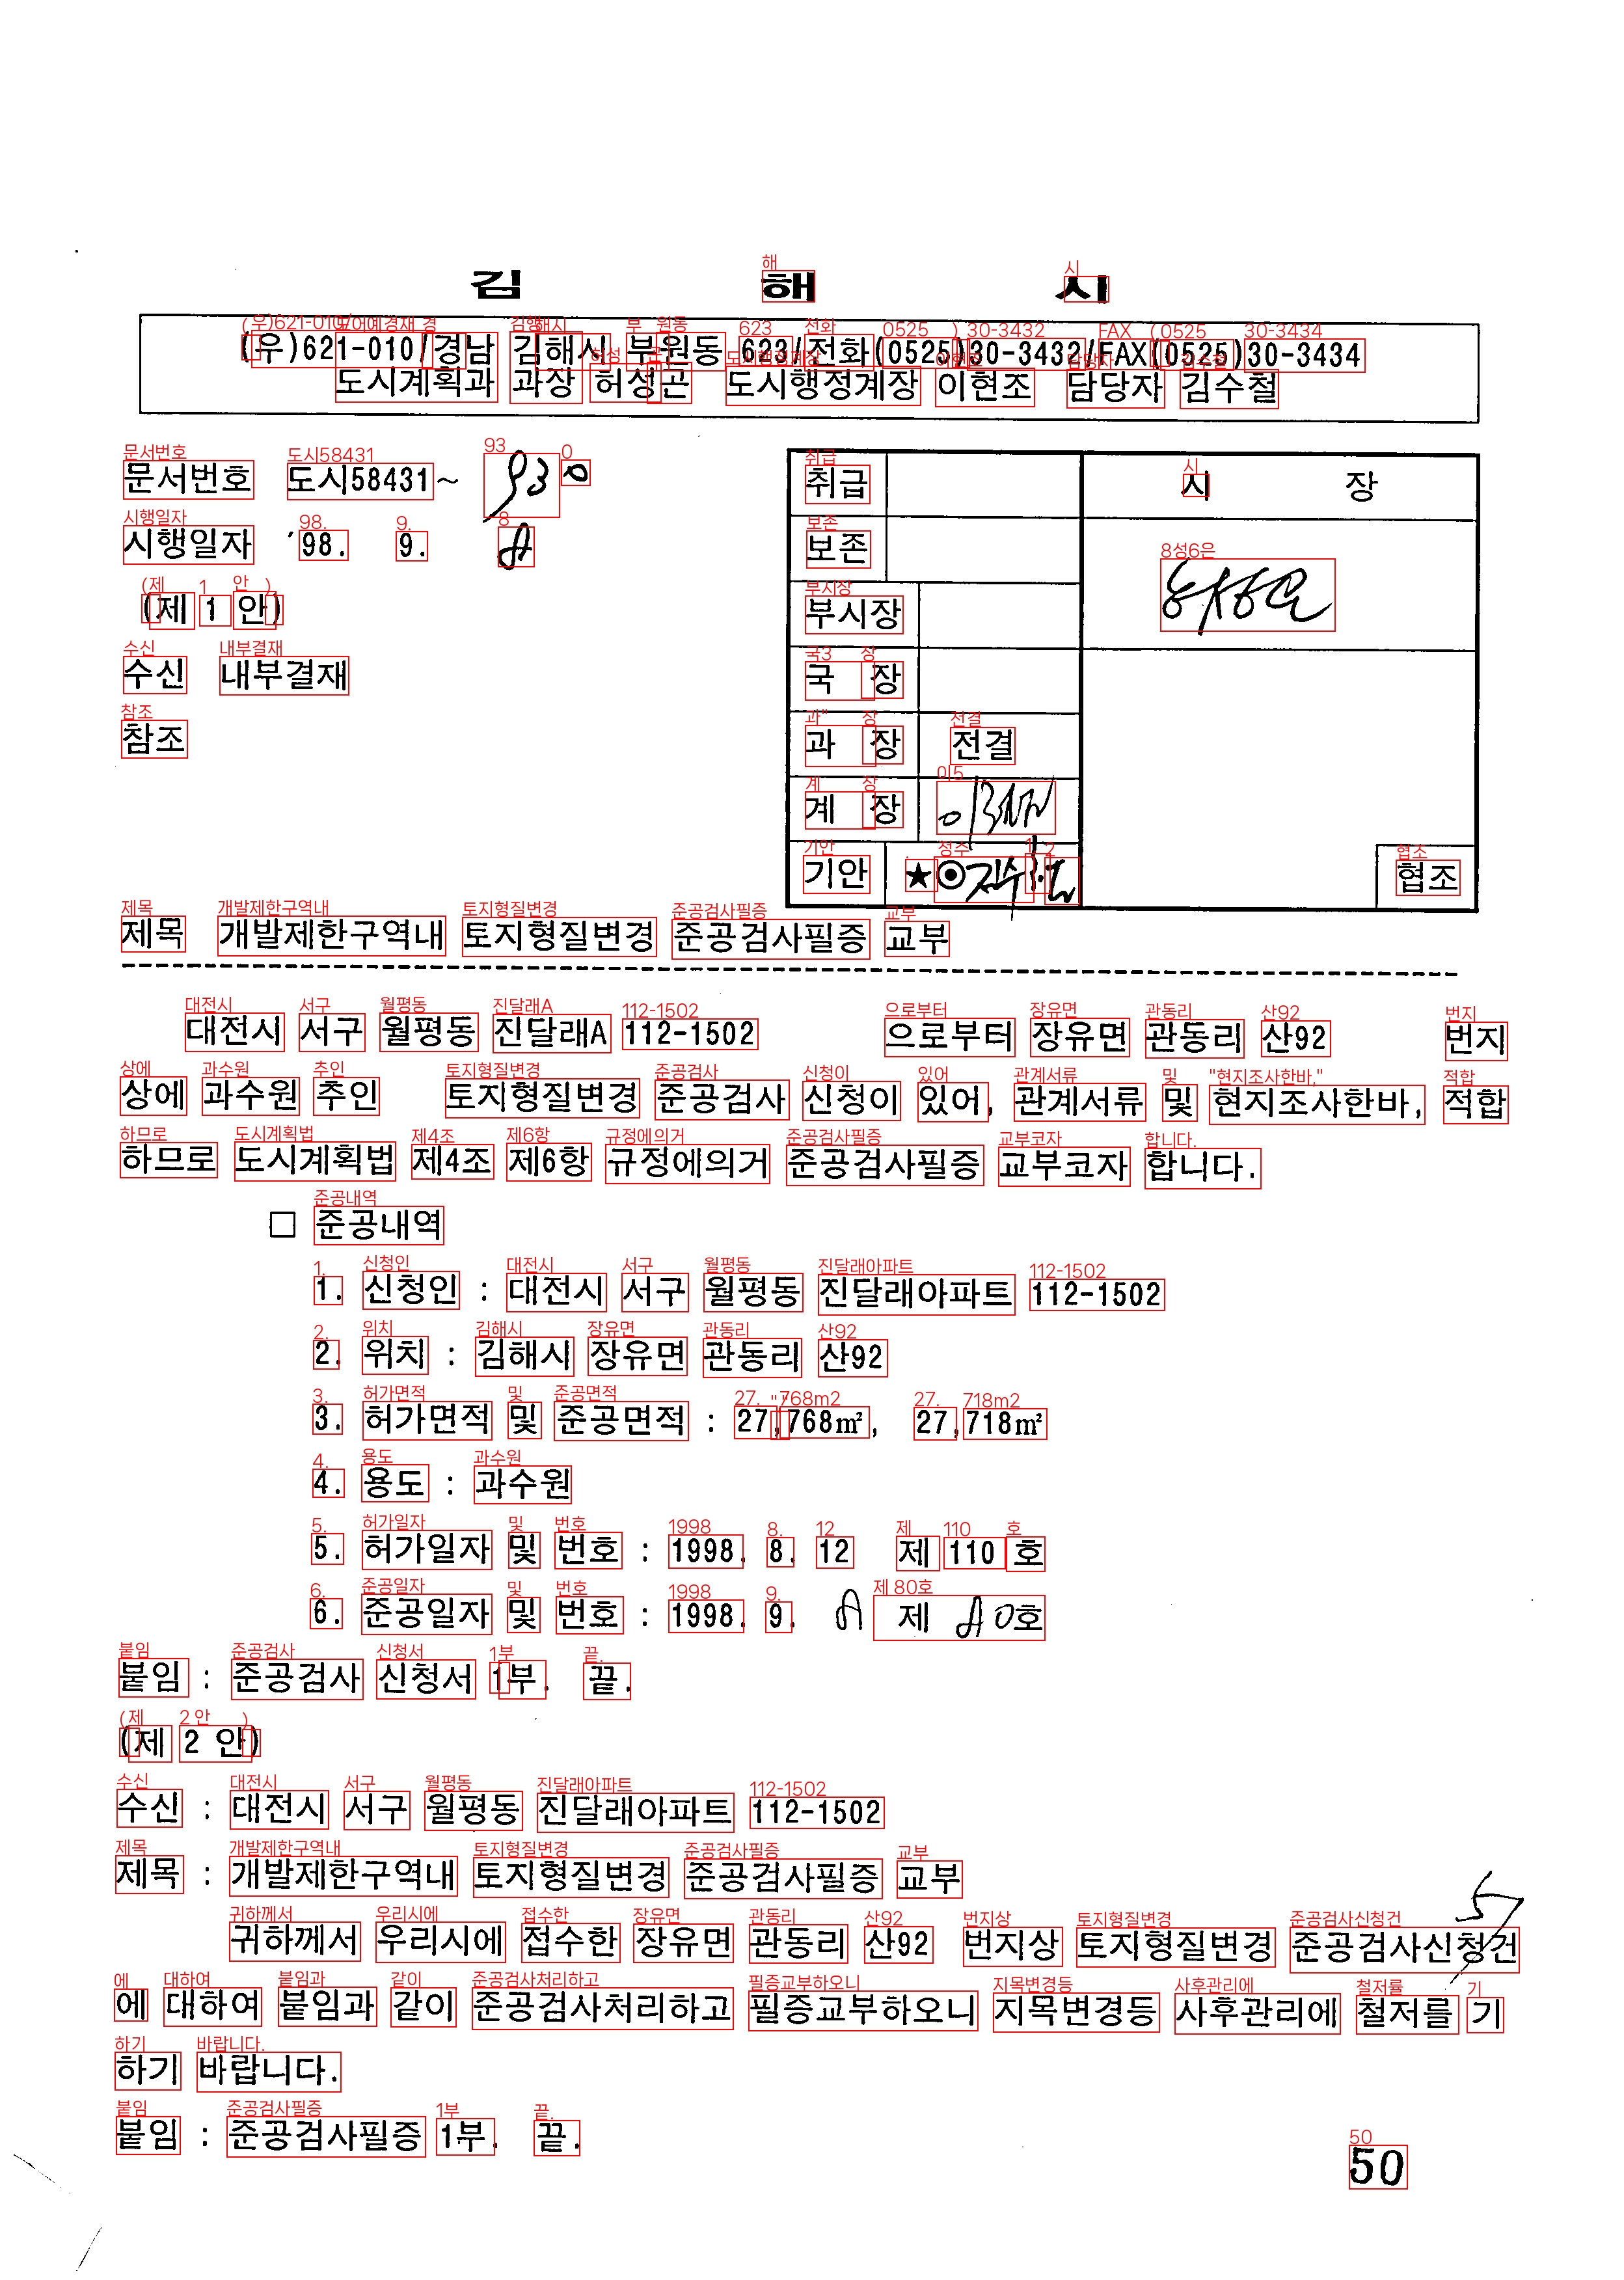 김 해 시
(우)621-010/경남 김해시 부원동 623/전화(0525)30-3432/FAX(0525)30-3434
도시계획과 과장 허성곤 도시행정계장 이현조 담당자 김수철
문서번호 도시58431~ 930
시행일자 '98. 9. 8
(제 1 안)
수신 내부결재
참조
취급 시 장
보존
부시장
국 장
과 장 전결
계 장
기안 ★⊙ 협조
제목 개발제한구역내 토지형질변경 준공검사필증 교부
대전시 서구 월평동 진달래A 112-1502 으로부터 장유면 관동리 산92 번지
상에 과수원 추인 토지형질변경 준공검사 신청이 있어, 관계서류 및 현지조사한바, 적합
하므로 도시계획법 제4조 제6항 규정에의거 준공검사필증 교부코자 합니다.
□ 준공내역
1. 신청인 : 대전시 서구 월평동 진달래아파트 112-1502
2. 위치 : 김해시 장유면 관동리 산92
3. 허가면적 및 준공면적 : 27,768㎡, 27,718㎡
4. 용도 : 과수원
5. 허가일자 및 번호 : 1998. 8. 12 제 110 호
6. 준공일자 및 번호 : 1998. 9. 8 제 80호
붙임 : 준공검사 신청서 1부. 끝.
(제 2 안)
수신 : 대전시 서구 월평동 진달래아파트 112-1502
제목 : 개발제한구역내 토지형질변경 준공검사필증 교부
귀하께서 우리시에 접수한 장유면 관동리 산92 번지상 토지형질변경 준공검사신청건
에 대하여 붙임과 같이 준공검사처리하고 필증교부하오니 지목변경등 사후관리에 철저를 기
하기 바랍니다.
붙임 : 준공검사필증 1부. 끝.
50